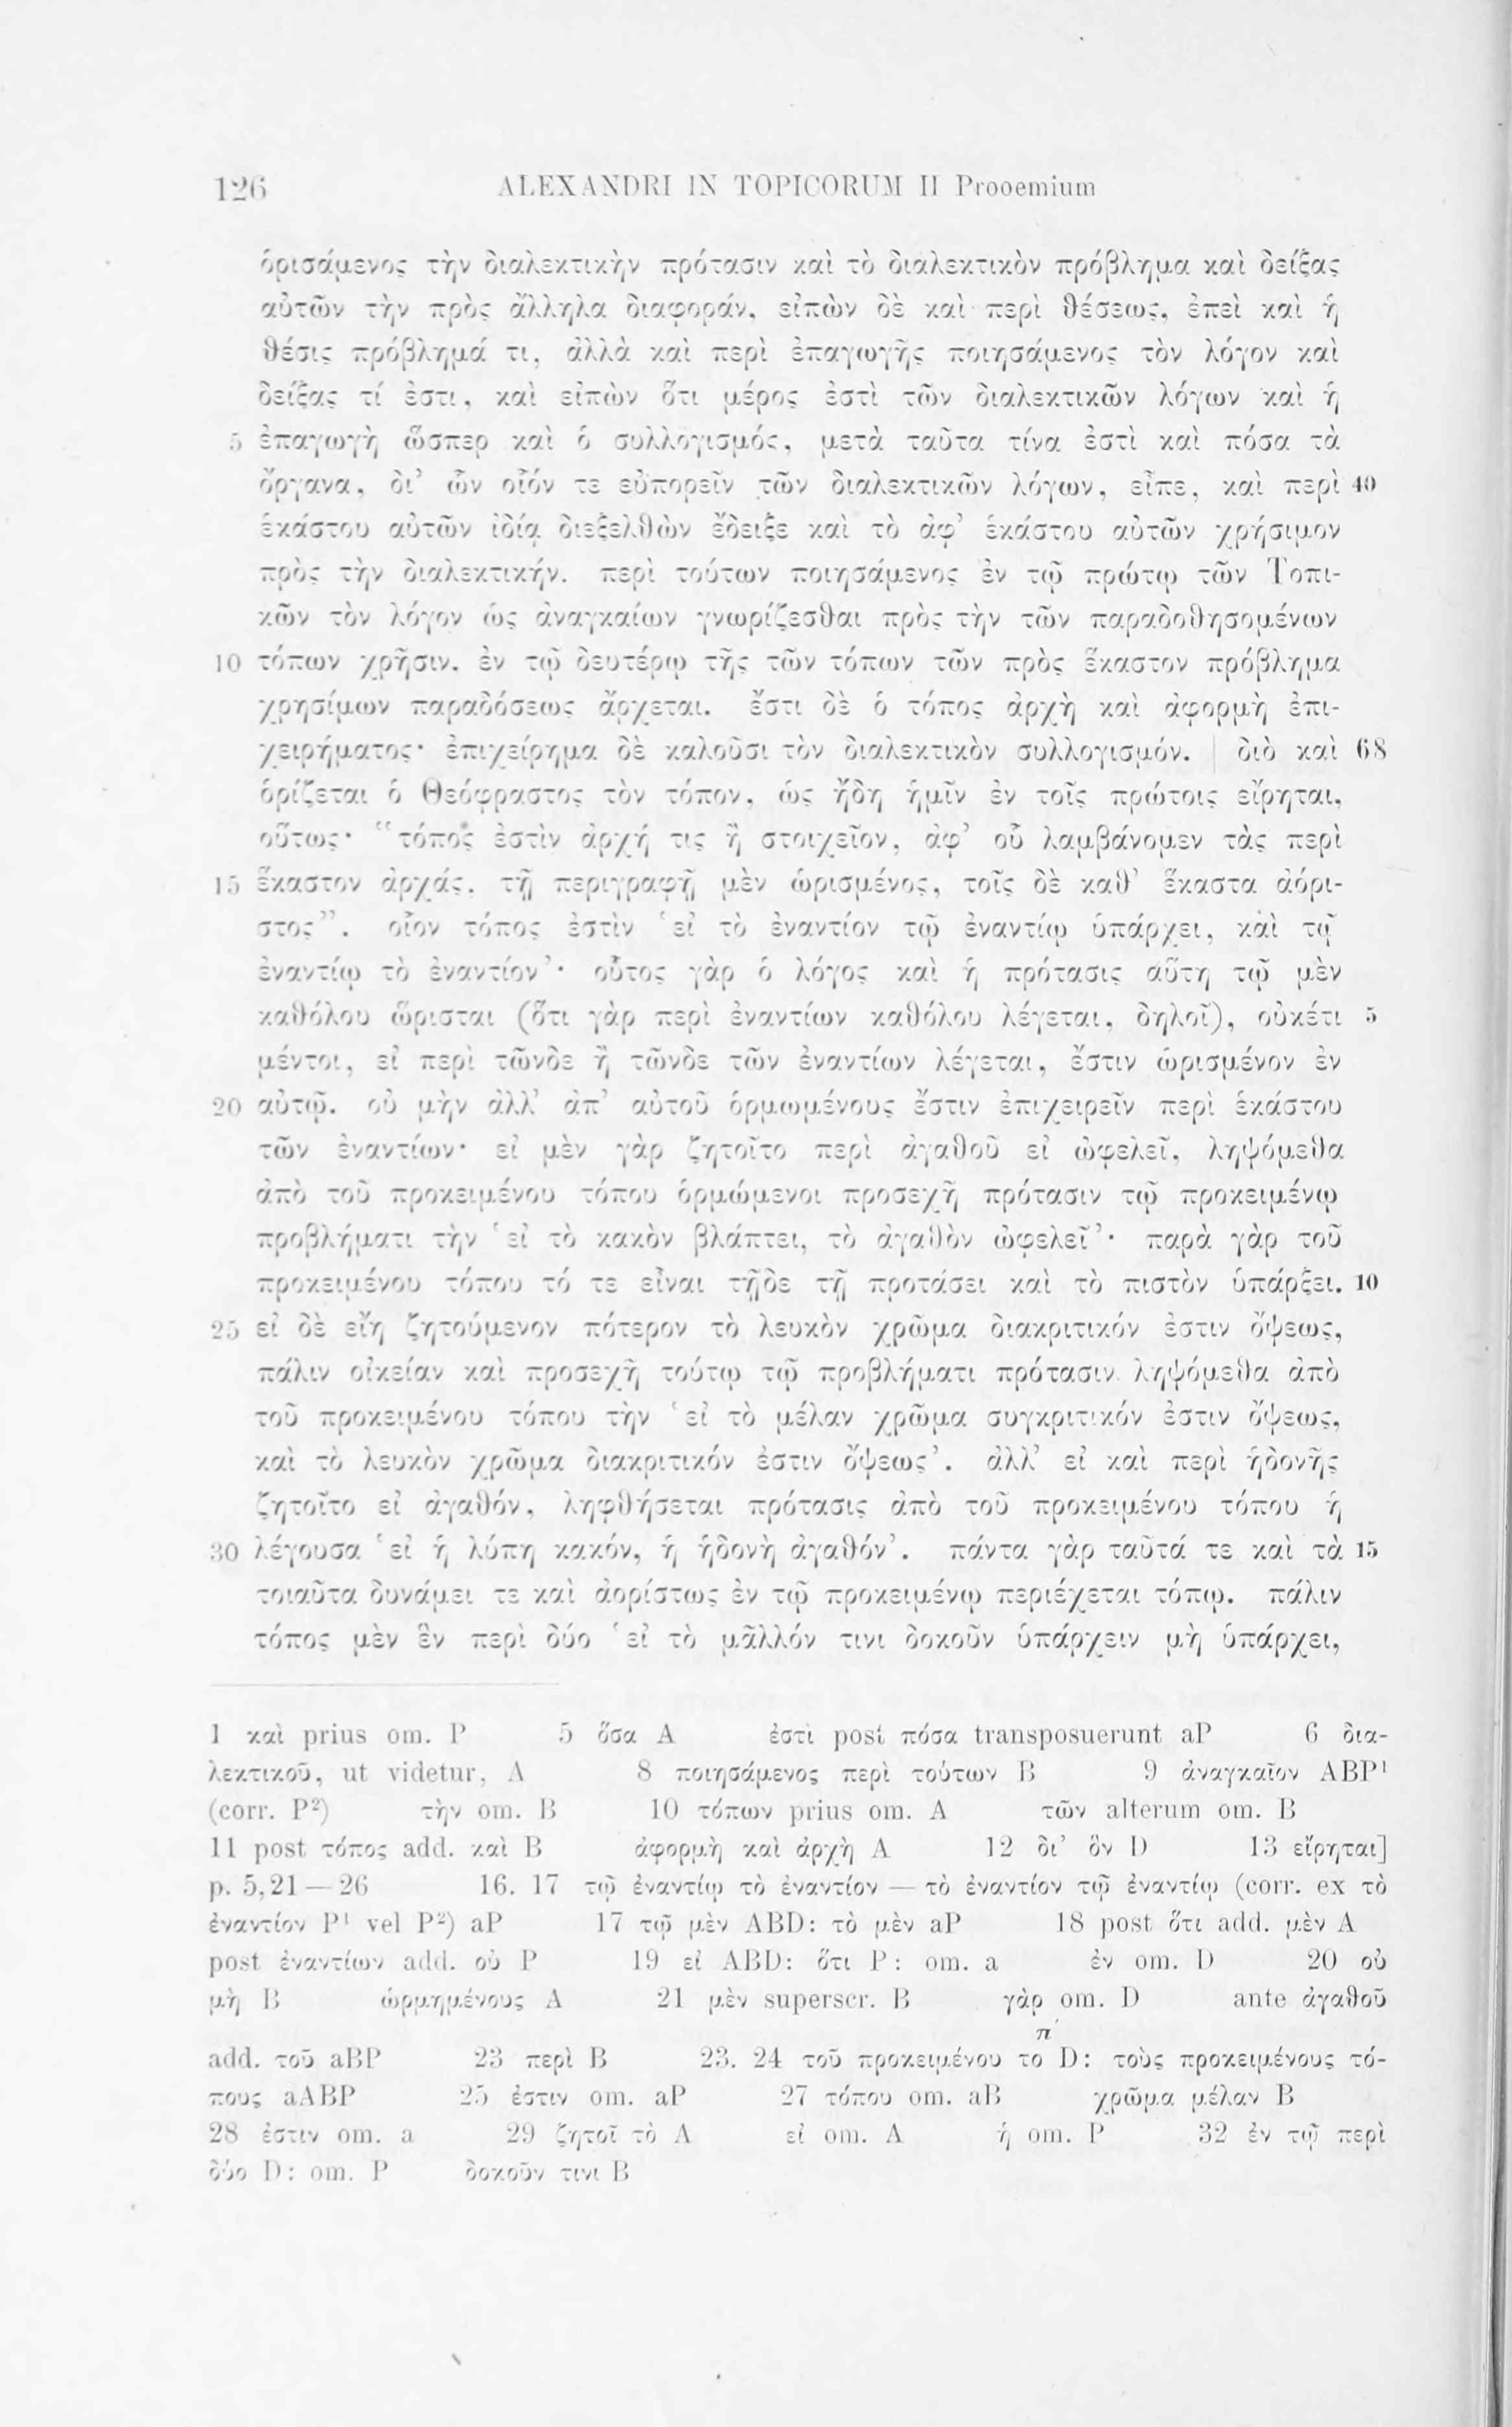 126 ALEXANDRI IN TOPICORUM II Prooemium
ὁρισάμενος τὴν διαλεκτικὴν πρότασιν καὶ τὸ διαλεκτικὸν πρόβλημα καὶ δείξας
αὐτῶν τὴν πρὸς ἄλληλα διαφοράν, εἰπὼν δὲ καὶ περὶ θέσεως, ἐπεὶ καὶ ἡ
θέσις πρόβλημά τι, ἀλλὰ καὶ περὶ ἐπαγωγῆς ποιησάμενος τὸν λόγον καὶ
δείξας τί ἐστι, καὶ εἰπὼν ὅτι μέρος ἐστὶ τῶν διαλεκτικῶν λόγων καὶ ἡ
5 ἐπαγωγὴ ὥσπερ καὶ ὁ συλλογισμός, μετὰ ταῦτα τίνα ἐστὶ καὶ πόσα τὰ
ὄργανα, δι’ ὧν οἷόν τε εὐπορεῖν τῶν διαλεκτικῶν λόγων, εἶπε, καὶ περὶ 40
ἑκάστου αὐτῶν ἰδίᾳ διεξελθὼν ἔδειξε καὶ τὸ ἀφ’ ἑκάστου αὐτῶν χρήσιμον
πρὸς τὴν διαλεκτικήν. περὶ τούτων ποιησάμενος ἐν τῷ πρώτῳ τῶν Τοπι-
κῶν τὸν λόγον ὡς ἀναγκαίων γνωρίζεσθαι πρὸς τὴν τῶν παραδοθησομένων
10 τόπων χρῆσιν, ἐν τῷ δευτέρῳ τῆς τῶν τόπων τῶν πρὸς ἕκαστον πρόβλημα
χρησίμων παραδόσεως ἄρχεται. ἔστι δὲ ὁ τόπος ἀρχὴ καὶ ἀφορμὴ ἐπι-
χειρήματος· ἐπιχείρημα δὲ καλοῦσι τὸν διαλεκτικὸν συλλογισμόν. | διὸ καὶ 68
ὁρίζεται ὁ Θεόφραστος τὸν τόπον, ὡς ἤδη ἡμῖν ἐν τοῖς πρώτοις εἴρηται,
οὕτως· “τόπος ἐστὶν ἀρχή τις ἢ στοιχεῖον, ἀφ’ οὗ λαμβάνομεν τὰς περὶ
15 ἕκαστον ἀρχάς, τῇ περιγραφῇ μὲν ὡρισμένος, τοῖς δὲ καθ’ ἕκαστα ἀόρι-
στος”. οἷον τόπος ἐστὶν ‘εἰ τὸ ἐναντίον τῷ ἐναντίῳ ὑπάρχει, καὶ τῷ
ἐναντίῳ τὸ ἐναντίον’· οὗτος γὰρ ὁ λόγος καὶ ἡ πρότασις αὕτη τῷ μὲν
καθόλου ὥρισται (ὅτι γὰρ περὶ ἐναντίων καθόλου λέγεται, δηλοῖ), οὐκέτι 5
μέντοι, εἰ περὶ τῶνδε ἢ τῶνδε τῶν ἐναντίων λέγεται, ἔστιν ὡρισμένον ἐν
20 αὐτῷ. οὐ μὴν ἀλλ’ ἀπ’ αὐτοῦ ὁρμωμένους ἔστιν ἐπιχειρεῖν περὶ ἑκάστου
τῶν ἐναντίων· εἰ μὲν γὰρ ζητοῖτο περὶ ἀγαθοῦ εἰ ὠφελεῖ, ληψόμεθα
ἀπὸ τοῦ προκειμένου τόπου ὁρμώμενοι προσεχῆ πρότασιν τῷ προκειμένῳ
προβλήματι τὴν ‘εἰ τὸ κακὸν βλάπτει, τὸ ἀγαθὸν ὠφελεῖ’· παρὰ γὰρ τοῦ
προκειμένου τόπου τό τε εἶναι τῇδε τῇ προτάσει καὶ τὸ πιστὸν ὑπάρξει. 10
25 εἰ δὲ εἴη ζητούμενον πότερον τὸ λευκὸν χρῶμα διακριτικόν ἐστιν ὄψεως,
πάλιν οἰκείαν καὶ προσεχῆ τούτῳ τῷ προβλήματι πρότασιν ληψόμεθα ἀπὸ
τοῦ προκειμένου τόπου τὴν ‘εἰ τὸ μέλαν χρῶμα συγκριτικόν ἐστιν ὄψεως,
καὶ τὸ λευκὸν χρῶμα διακριτικόν ἐστιν ὄψεως’. ἀλλ’ εἰ καὶ περὶ ἡδονῆς
ζητοῖτο εἰ ἀγαθόν, ληφθήσεται πρότασις ἀπὸ τοῦ προκειμένου τόπου ἡ
30 λέγουσα ‘εἰ ἡ λύπη κακόν, ἡ ἡδονὴ ἀγαθόν’. πάντα γὰρ ταῦτά τε καὶ τὰ 15
τοιαῦτα δυνάμει τε καὶ ἀορίστως ἐν τῷ προκειμένῳ περιέχεται τόπῳ. πάλιν
τόπος μὲν ἓν περὶ δύο ‘εἰ τὸ μᾶλλόν τινι δοκοῦν ὑπάρχειν μὴ ὑπάρχει,
1 καὶ prius om. P 5 ὅσα A ἐστὶ post πόσα transposuerunt aP 6 δια-
λεκτικοῦ, ut videtur, A 8 ποιησάμενος περὶ τούτων B 9 ἀναγκαῖον ABP¹
(corr. P²) τὴν om. B 10 τόπων prius om. A τῶν alterum om. B
11 post τόπος add. καὶ B ἀφορμὴ καὶ ἀρχὴ A 12 δι’ ὃν D 13 εἴρηται]
p. 5,21—26 16. 17 τῷ ἐναντίῳ τὸ ἐναντίον — τὸ ἐναντίον τῷ ἐναντίῳ (corr. ex τὸ
ἐναντίον P¹ vel P²) aP 17 τῷ μὲν ABD: τὸ μὲν aP 18 post ὅτι add. μὲν A
post ἐναντίων add. οὐ P 19 εἰ ABD: ὅτι P: om. a ἐν om. D 20 οὐ
μὴ B ὡρμημένους A 21 μὲν superscr. B γὰρ om. D ante ἀγαθοῦ
add. τοῦ aBP 23 περὶ B 23. 24 τοῦ προκειμένου το^π D: τοὺς προκειμένους τό-
πους aABP 25 ἐστιν om. aP 27 τόπου om. aB χρῶμα μέλαν B
28 ἐστιν om. a 29 ζητοῖ τὸ A εἰ om. A ἡ om. P 32 ἐν τῷ περὶ
δύο D: om. P δοκοῦν τινι B